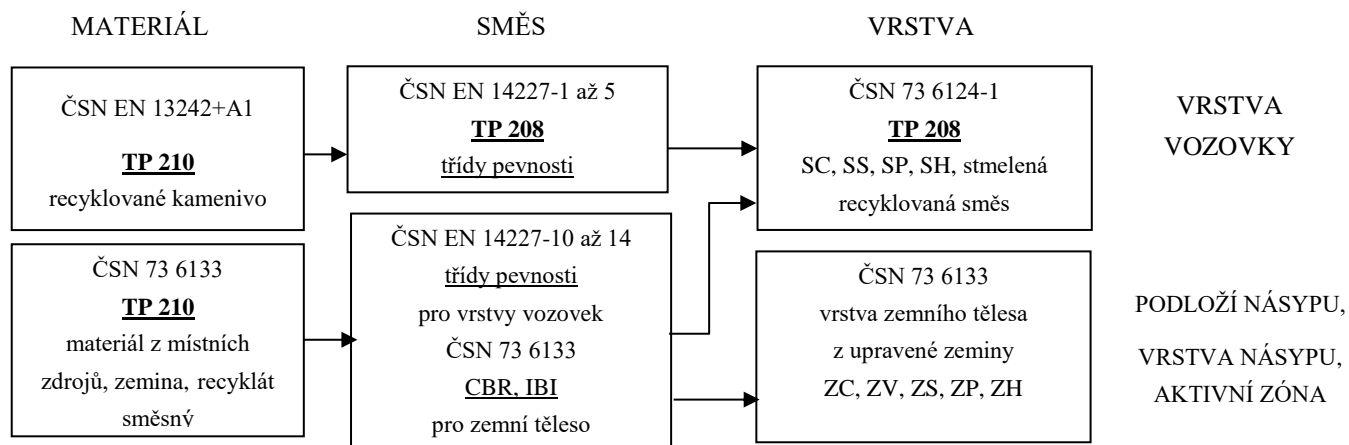 MATERIÁL
SMĚS
VRSTVA
ČSN EN 13242+A1
TP 210
recyklované kamenivo
ČSN EN 14227-1 až 5
TP 208
třídy pevnosti
ČSN 73 6124-1
TP 208
SC, SS, SP, SH, stmelená
recyklovaná směs
VRSTVA
VOZOVKY
ČSN 73 6133
TP 210
materiál z místních
zdrojů, zemina, recyklát
směsný
ČSN EN 14227-10 až 14
třídy pevnosti
pro vrstvy vozovek
ČSN 73 6133
CBR, IBI
pro zemní těleso
ČSN 73 6133
vrstva zemního tělesa
z upravené zeminy
ZC, ZV, ZS, ZP, ZH
PODLOŽÍ NÁSYPU,
VRSTVA NÁSYPU,
AKTIVNÍ ZÓNA